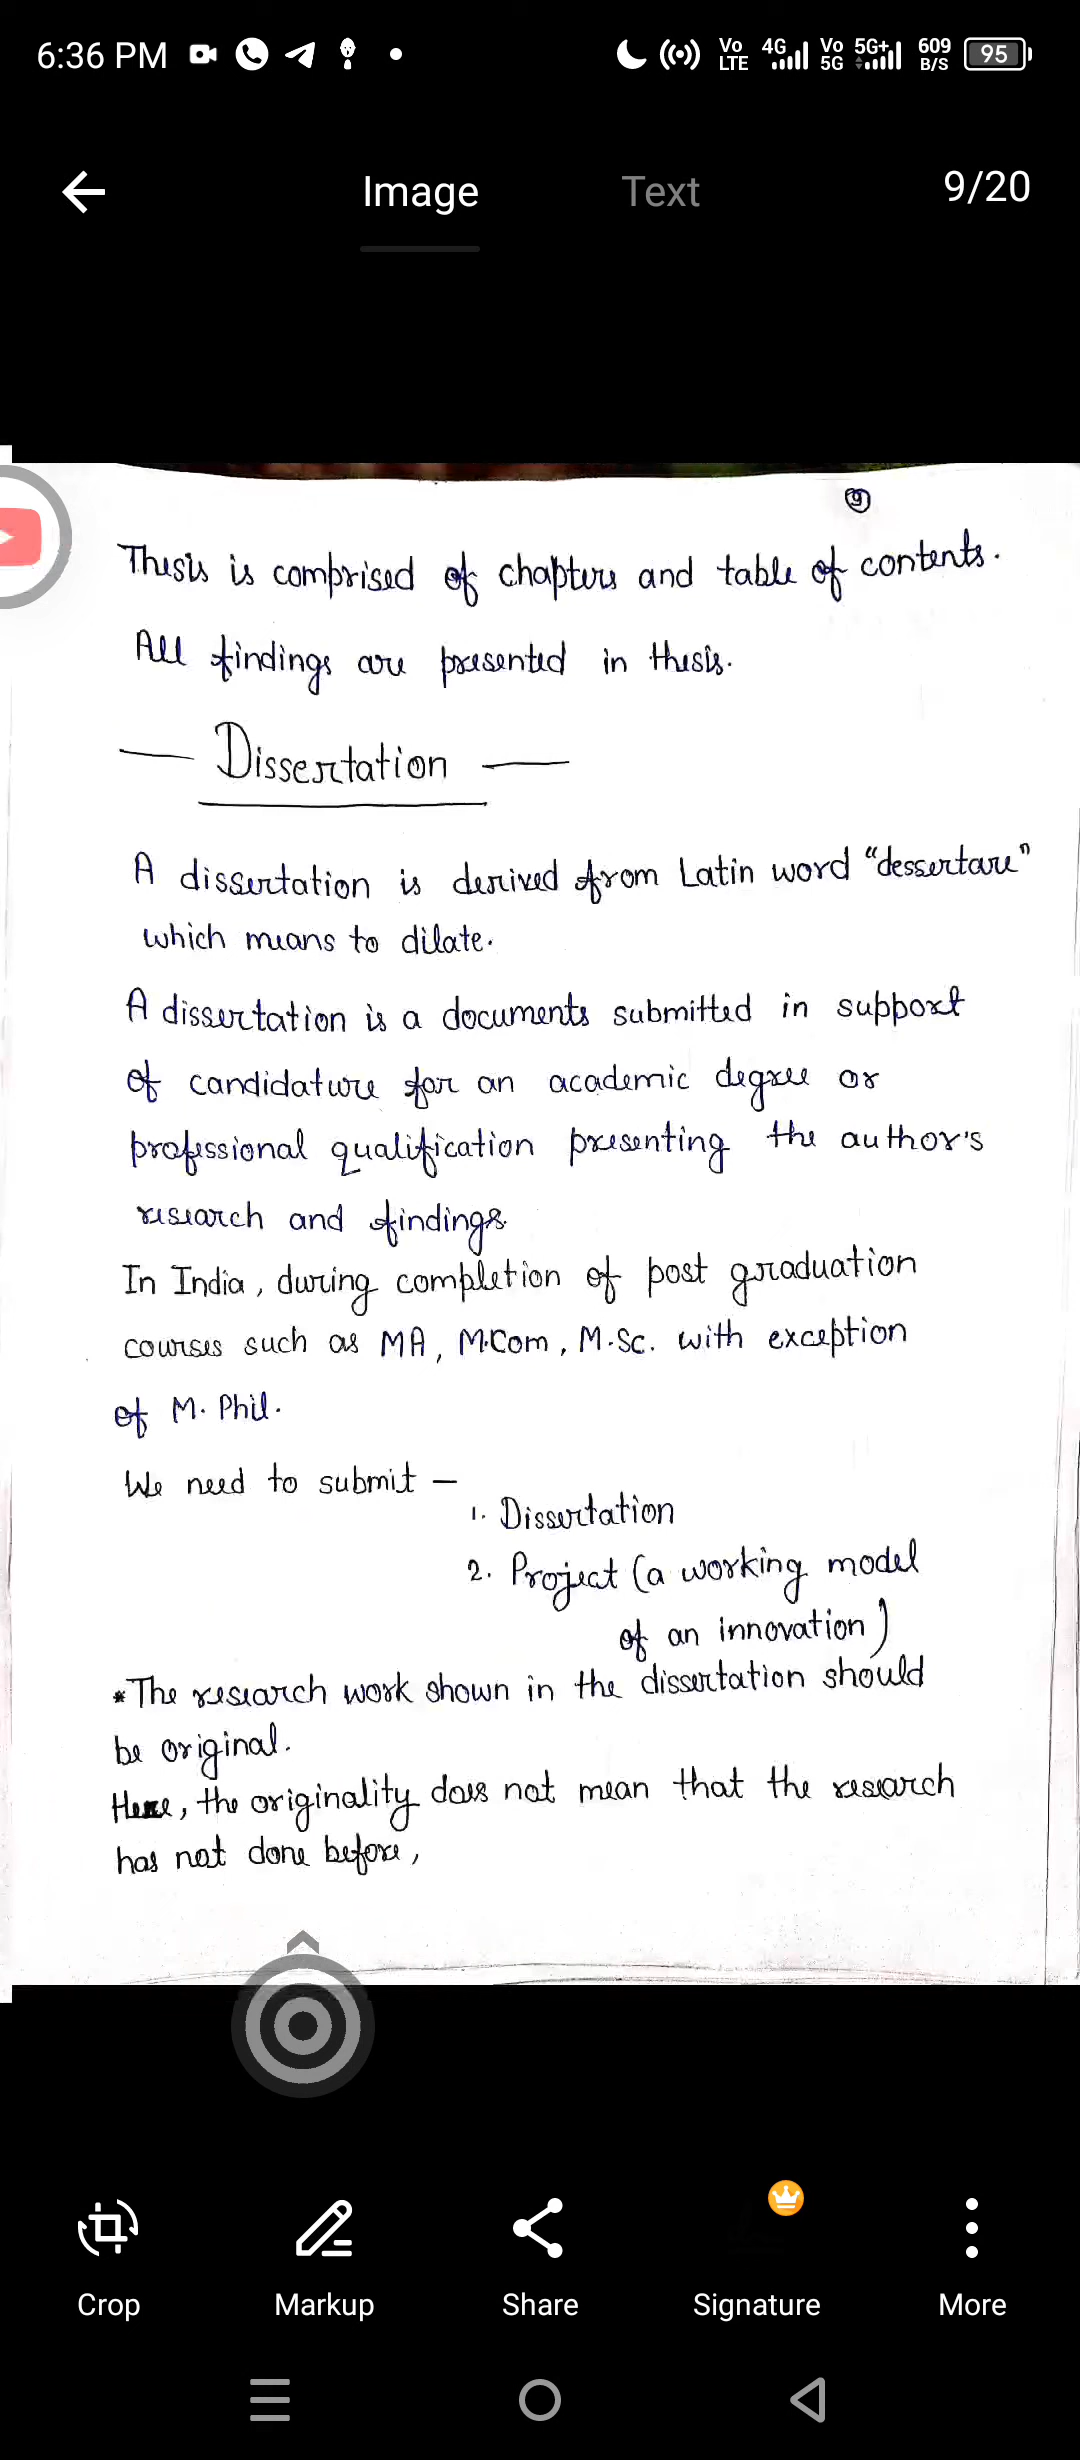 6:36 PM
Vo LTE 4G Vo 5G 5G+ 609 B/S 95
Image Text 9/20
9
Thesis is comprised of chapters and table of contents.
All findings are presented in thesis.
— Dissertation —
A dissertation is derived from Latin word "dessertare"
which means to dilate.
A dissertation is a documents submitted in support
of candidature for an academic degree or
professional qualification presenting the author's
research and findings.
In India, during completion of post graduation
courses such as MA, M.Com, M.Sc. with exception
of M. Phil.
We need to submit —
1. Dissertation
2. Project (a working model
of an innovation)
* The research work shown in the dissertation should
be original.
Here, the originality does not mean that the research
has not done before,
Crop Markup Share Signature More